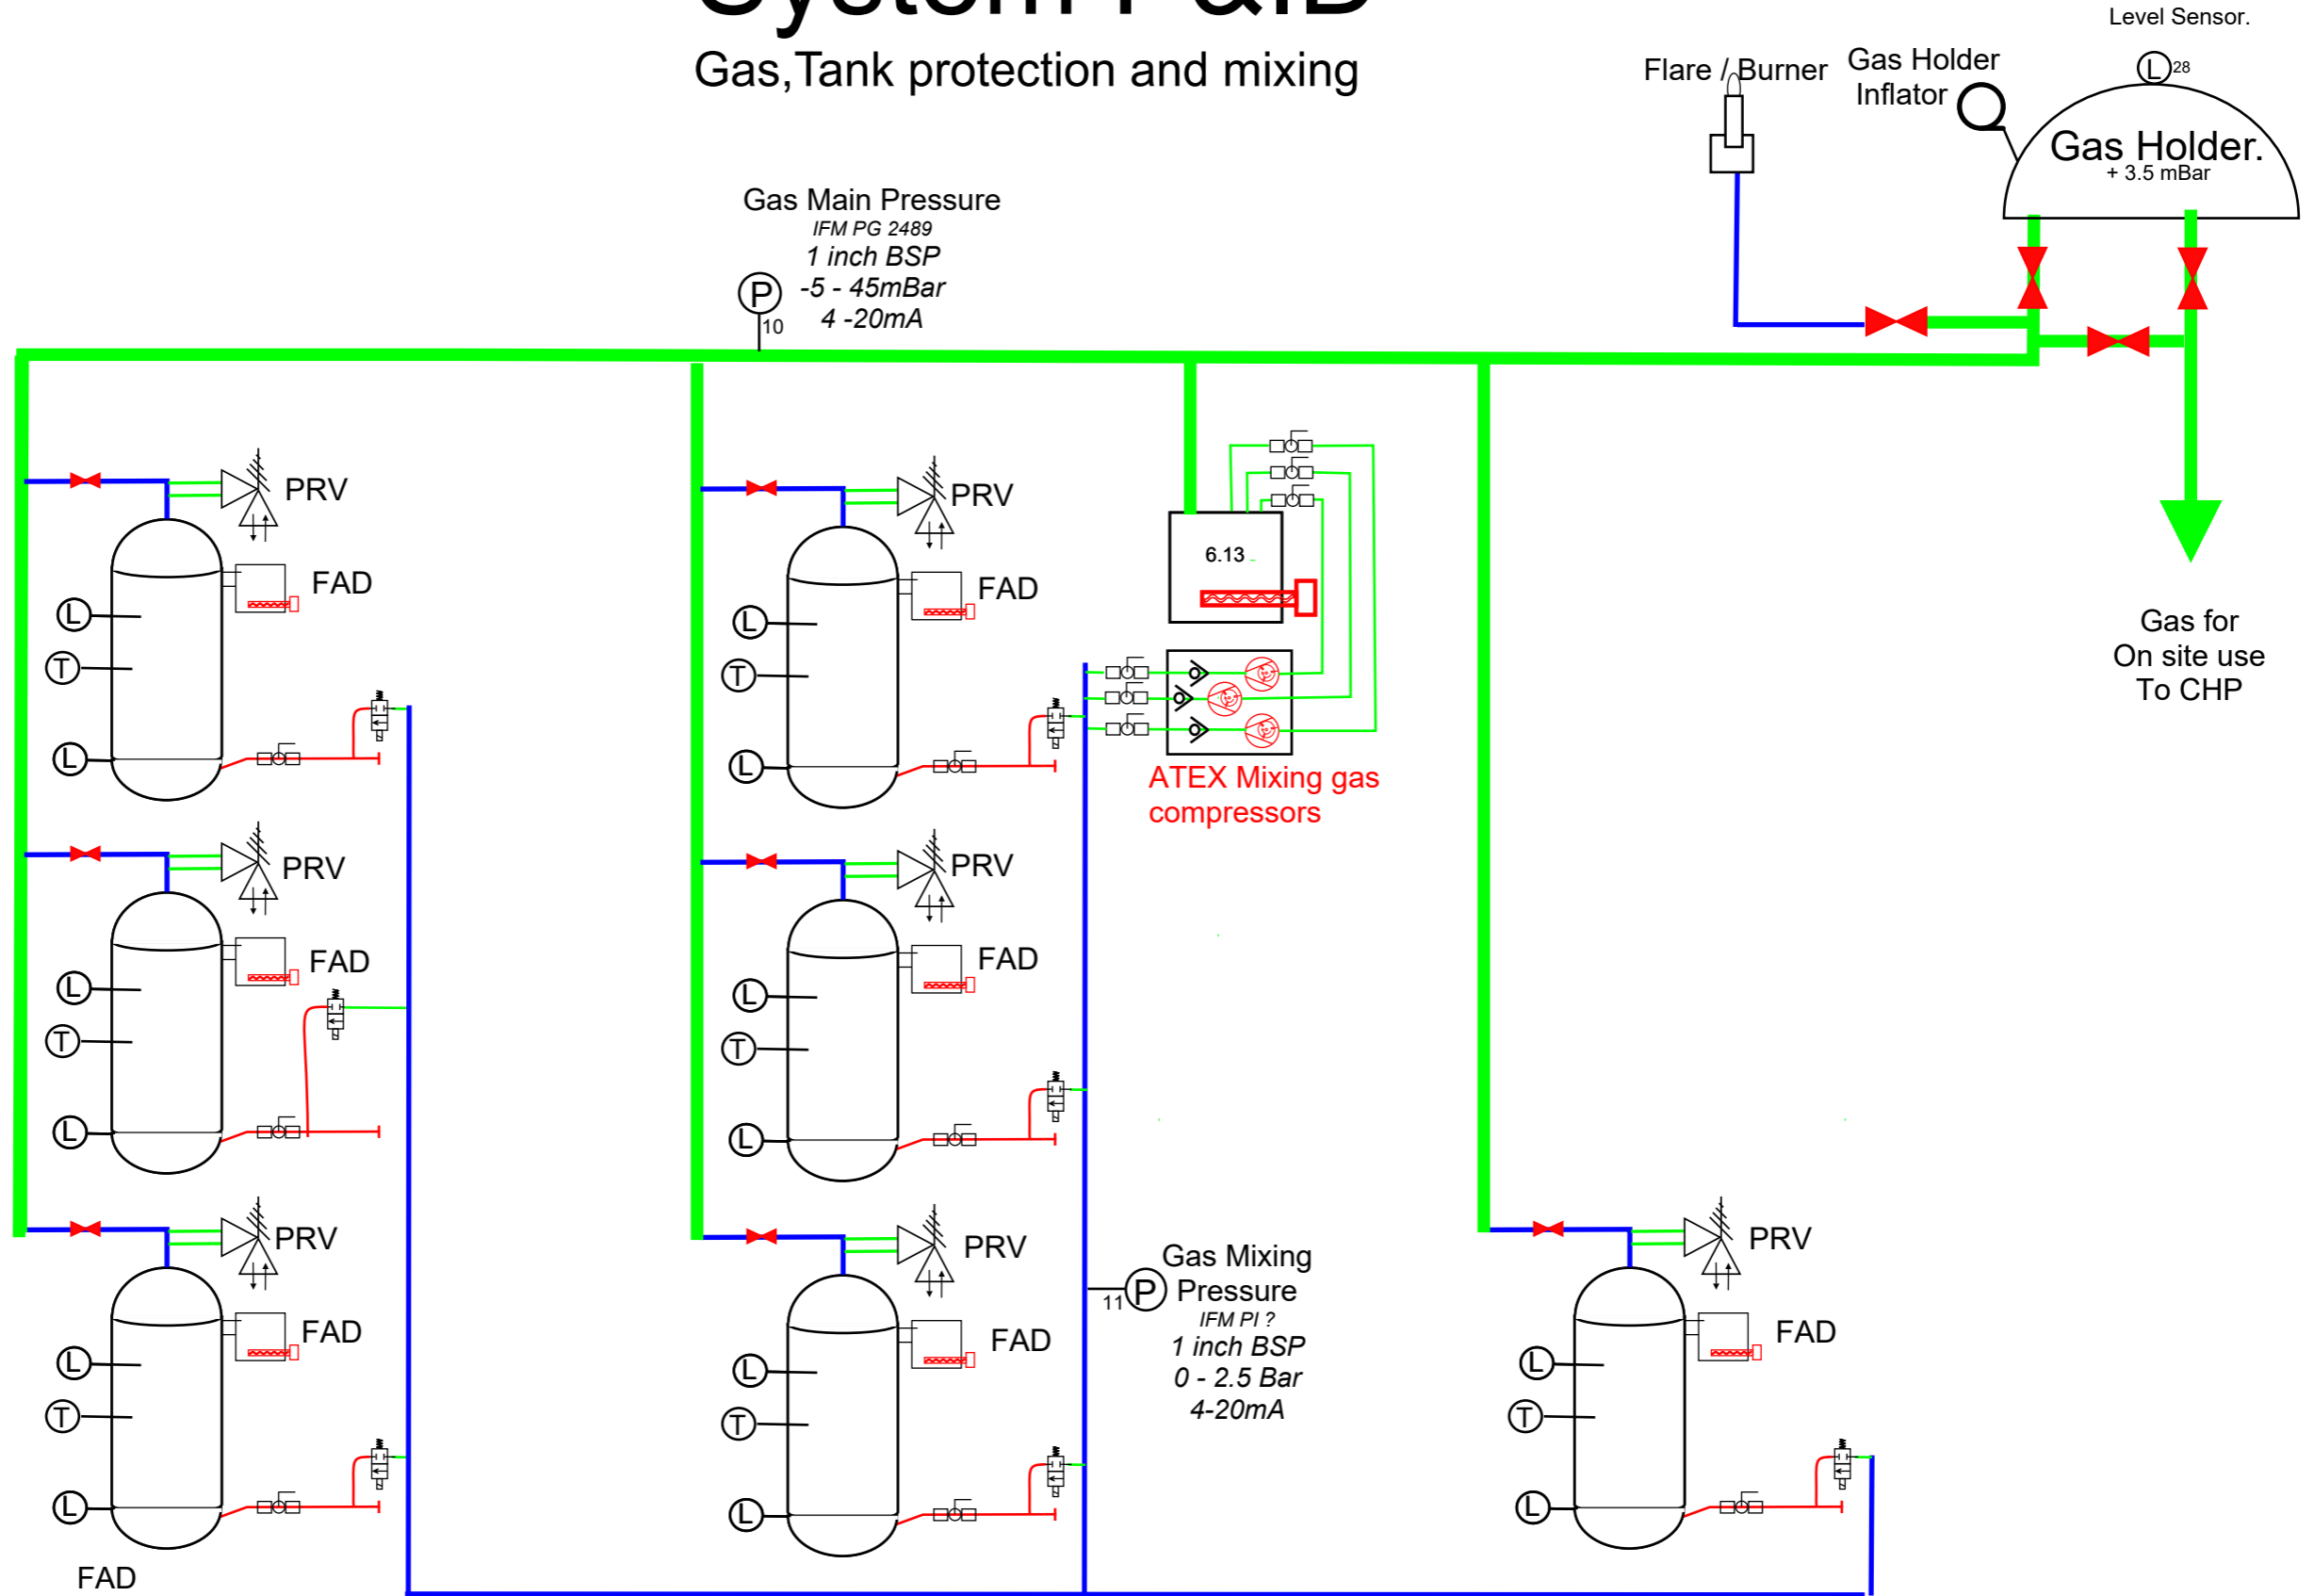 System P&ID
Gas,Tank protection and mixing
Level Sensor.
Flare / Burner
Gas Holder
Inflator
L 28
Gas Holder.
+ 3.5 mBar
Gas Main Pressure
IFM PG 2489
1 inch BSP
-5 - 45mBar
4 -20mA
P
10
PRV
FAD
L
T
L
PRV
FAD
L
T
L
PRV
FAD
L
T
L
FAD
PRV
FAD
L
T
L
PRV
FAD
L
T
L
PRV
FAD
L
T
L
6.13
ATEX Mixing gas
compressors
P
11
Gas Mixing
Pressure
IFM PI ?
1 inch BSP
0 - 2.5 Bar
4-20mA
PRV
FAD
L
T
L
Gas for
On site use
To CHP